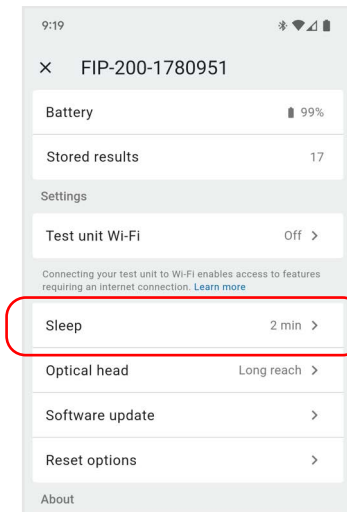 9:19
FIP-200-1780951
Battery 99%
Stored results 17
Settings
Test unit Wi-Fi Off
Connecting your test unit to Wi-Fi enables access to features
requiring an internet connection. Learn more
Sleep 2 min
Optical head Long reach
Software update
Reset options
About